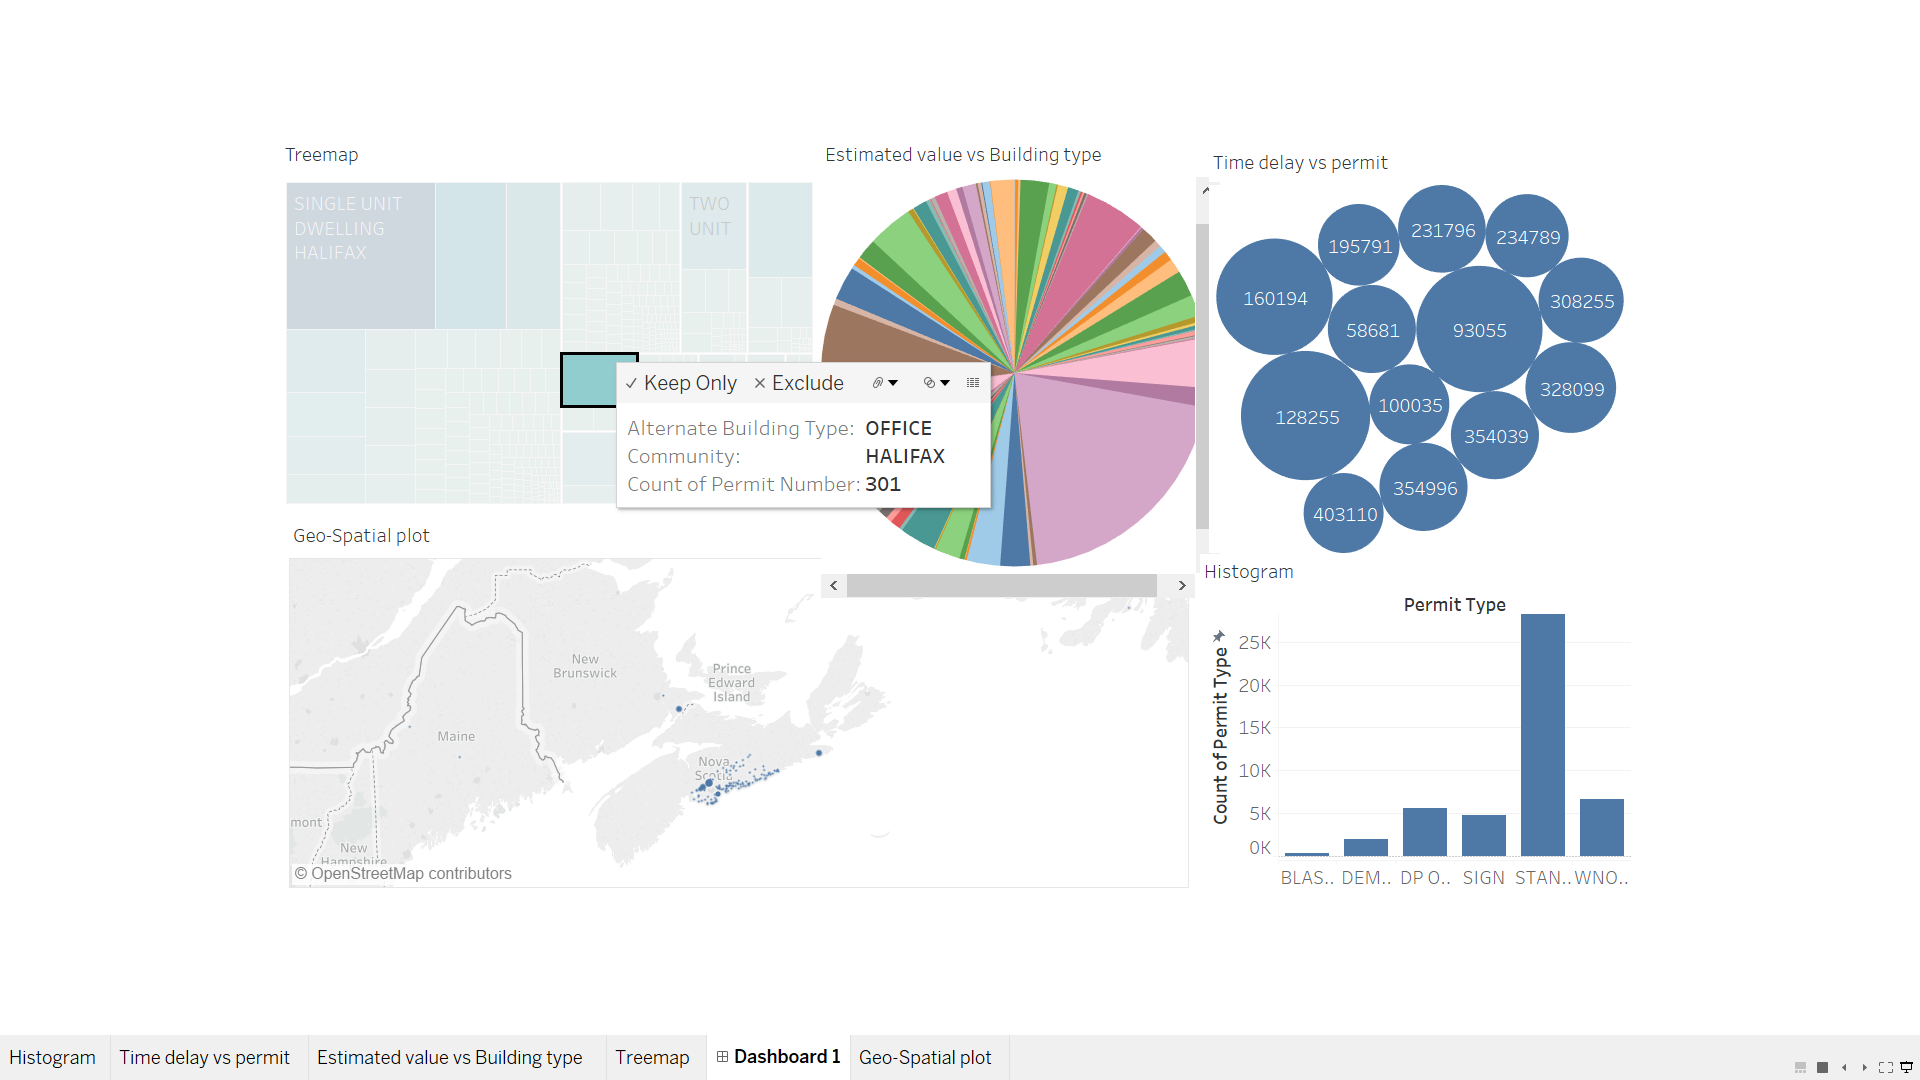 Treemap
SINGLE UNIT
DWELLING
HALIFAX
TWO
UNIT
Estimated value vs Building type
Time delay vs permit
195791
231796
234789
160194
58681
93055
308255
128255
100035
354039
328099
354996
403110
✓ Keep Only × Exclude
Alternate Building Type: OFFICE
Community: HALIFAX
Count of Permit Number: 301
Geo-Spatial plot
New
Brunswick
Prince
Edward
Island
Maine
Nova
Scotia
mont
New
Hampshire
© OpenStreetMap contributors
Histogram
Permit Type
Count of Permit Type
25K
20K
15K
10K
5K
0K
BLAS.. DEM.. DP O.. SIGN STAN.. WNO..
Histogram Time delay vs permit Estimated value vs Building type Treemap Dashboard 1 Geo-Spatial plot